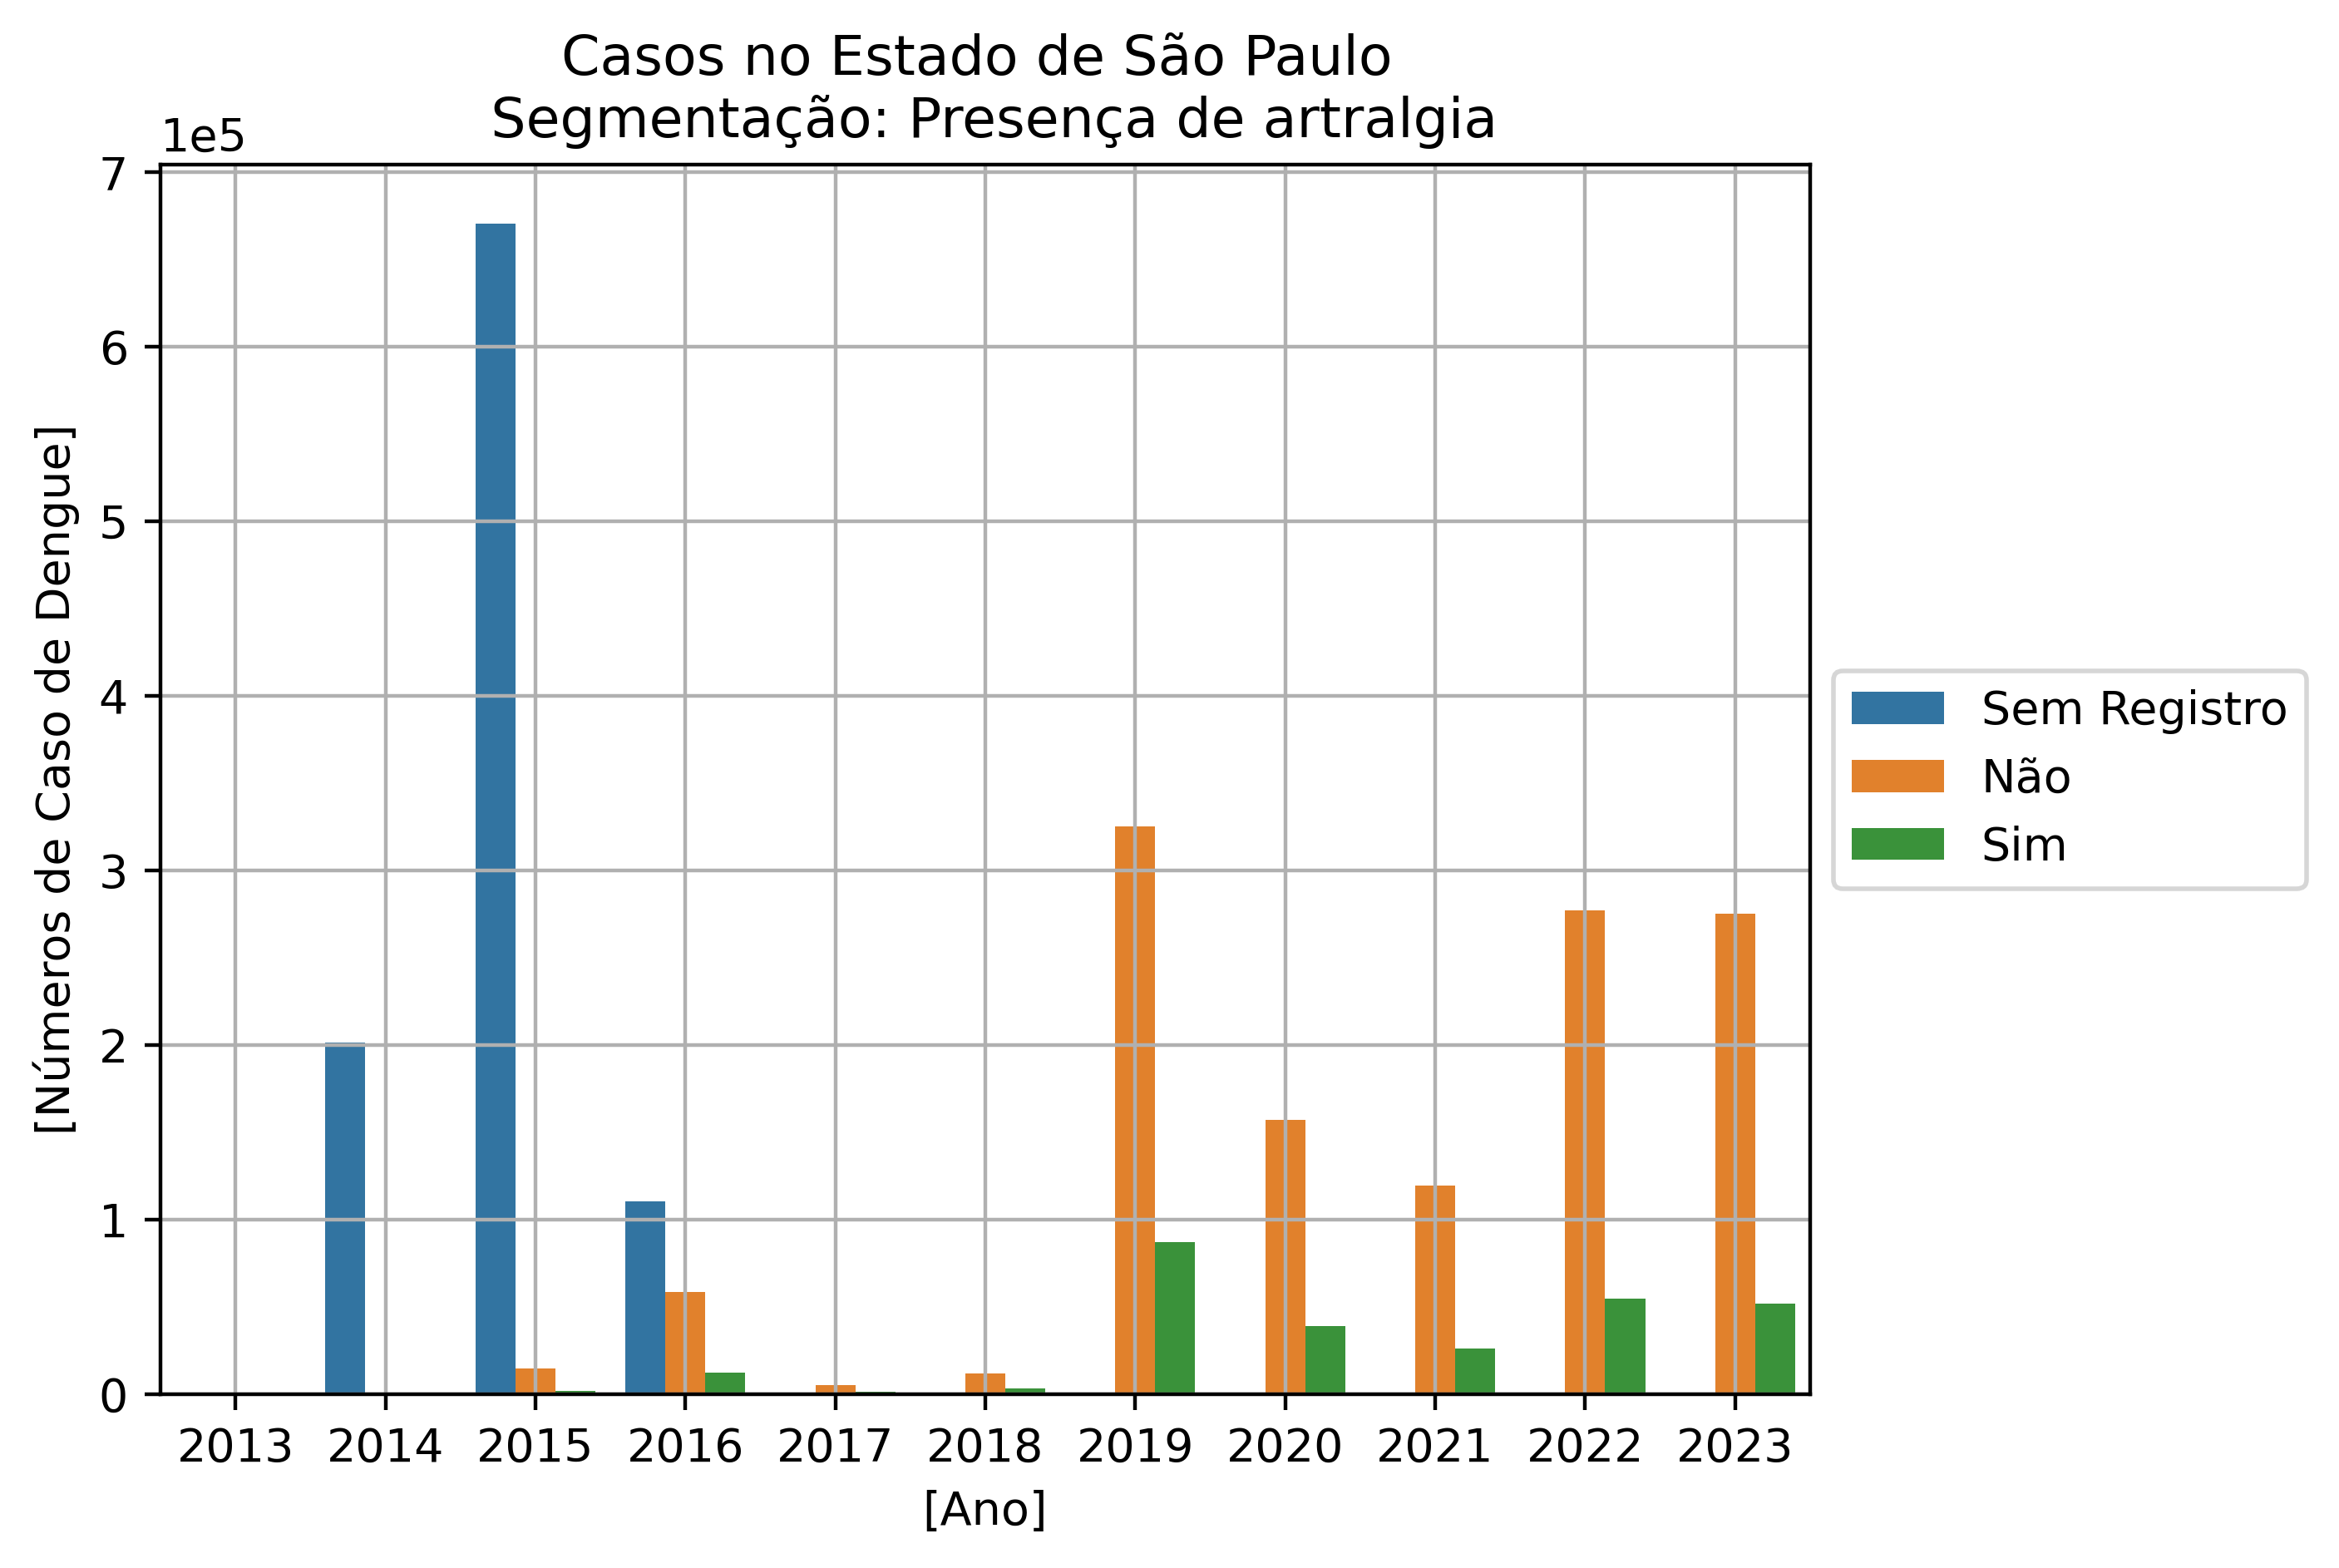 Casos no Estado de São Paulo
Segmentação: Presença de artralgia
1e5
7
6
5
4
3
2
1
0
[Números de Caso de Dengue]
2013 2014 2015 2016 2017 2018 2019 2020 2021 2022 2023
[Ano]
Sem Registro
Não
Sim